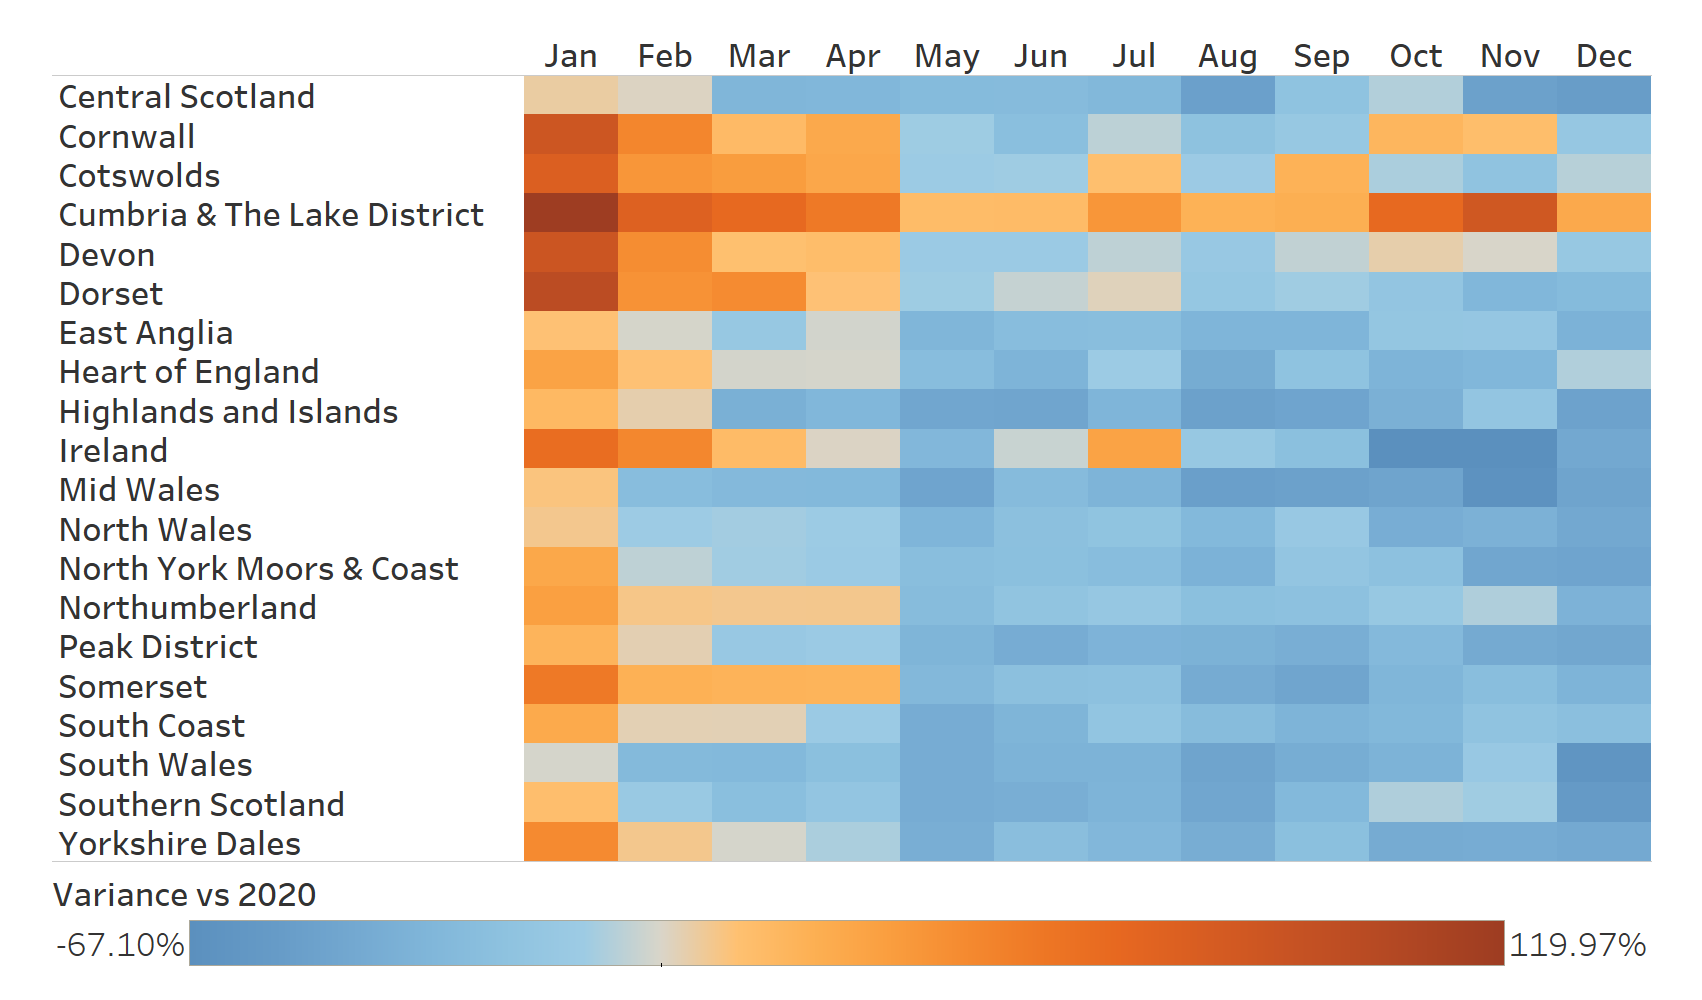 Jan Feb Mar Apr May Jun Jul Aug Sep Oct Nov Dec
Central Scotland
Cornwall
Cotswolds
Cumbria & The Lake District
Devon
Dorset
East Anglia
Heart of England
Highlands and Islands
Ireland
Mid Wales
North Wales
North York Moors & Coast
Northumberland
Peak District
Somerset
South Coast
South Wales
Southern Scotland
Yorkshire Dales
Variance vs 2020
-67.10% 119.97%